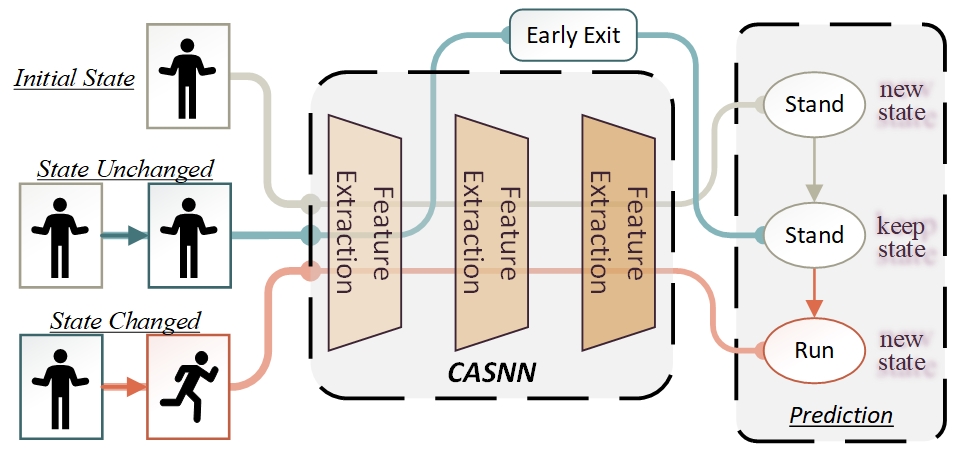 Initial State
State Unchanged
State Changed
Early Exit
Feature
Extraction
Feature
Extraction
Feature
Extraction
CASNN
Stand
new
state
Stand
keep
state
Run
new
state
Prediction